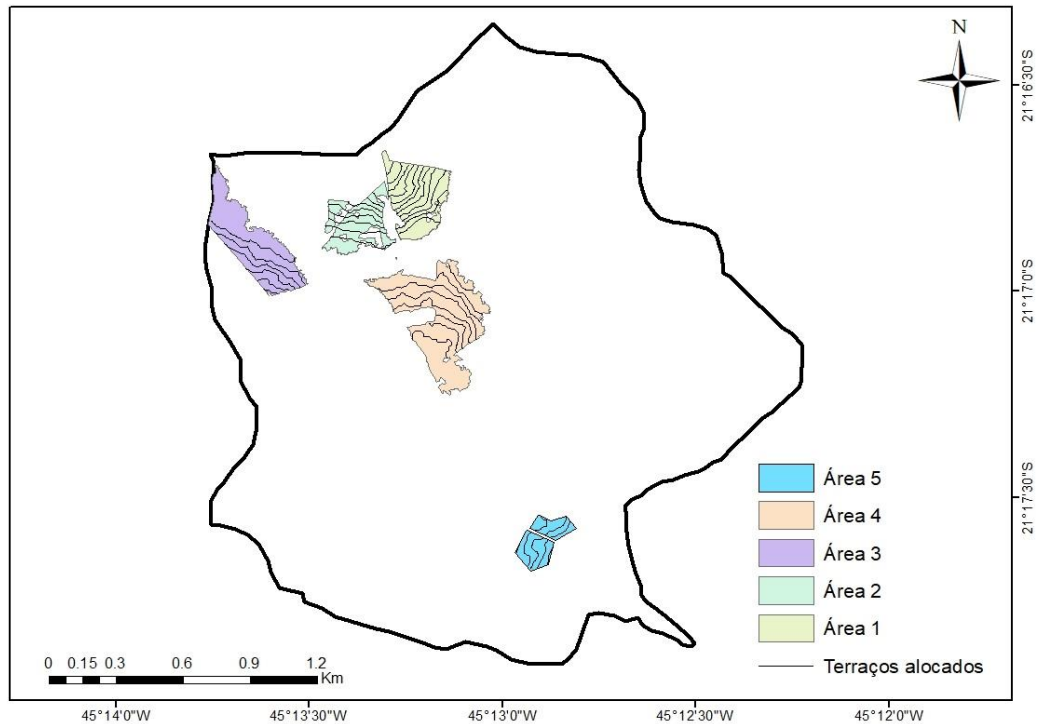 N
21°16'30"S
21°17'0"S
21°17'30"S
Área 5
Área 4
Área 3
Área 2
Área 1
Terraços alocados
0 0.15 0.3 0.6 0.9 1.2
Km
45°14'0"W 45°13'30"W 45°13'0"W 45°12'30"W 45°12'0"W